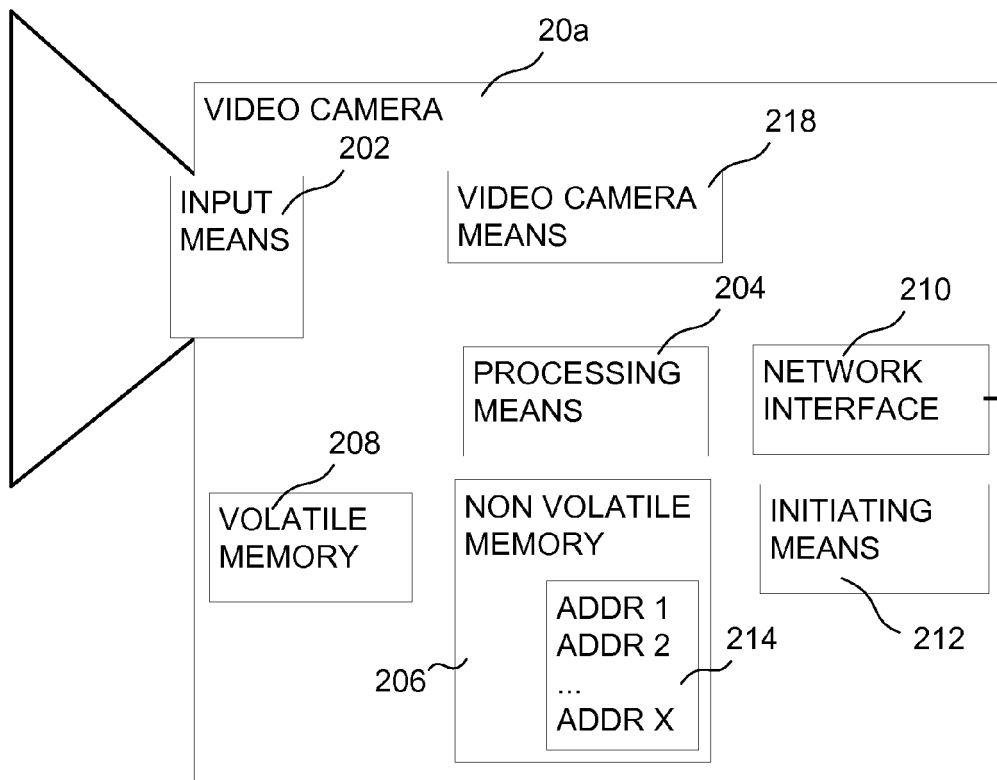 20a
VIDEO CAMERA
202
218
INPUT
MEANS
VIDEO CAMERA
MEANS
204
210
PROCESSING
MEANS
NETWORK
INTERFACE
208
VOLATILE
MEMORY
NON VOLATILE
MEMORY
INITIATING
MEANS
ADDR 1
ADDR 2
...
ADDR X
206
214
212